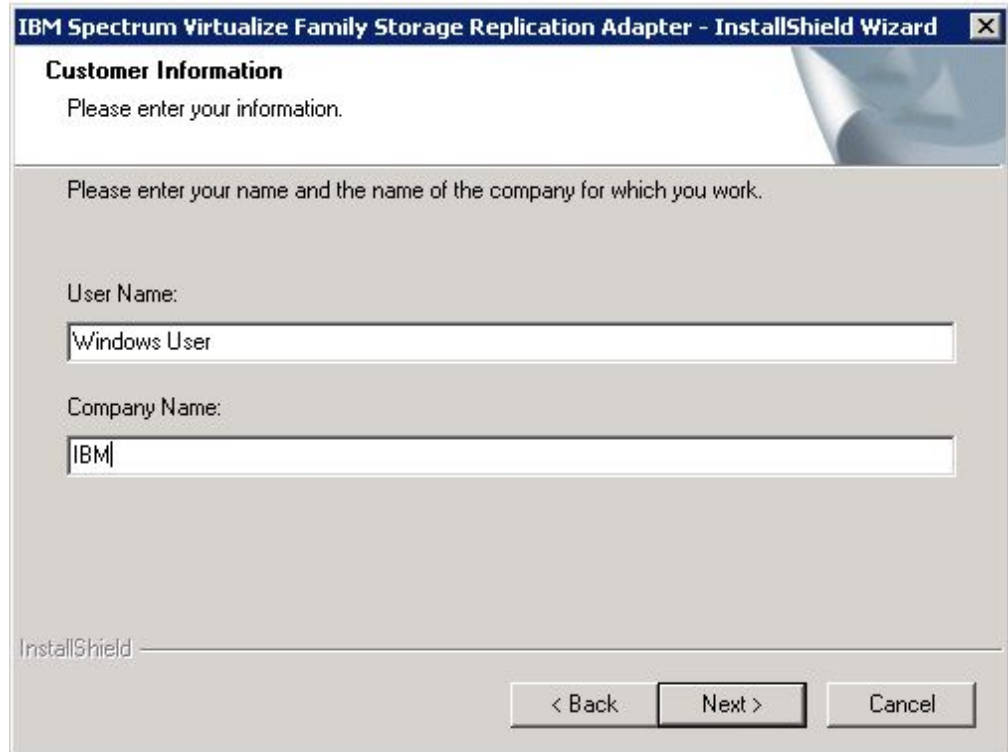 IBM Spectrum Virtualize Family Storage Replication Adapter - InstallShield Wizard
Customer Information
Please enter your information.
Please enter your name and the name of the company for which you work.
User Name:
Windows User
Company Name:
IBM
InstallShield
< Back Next > Cancel